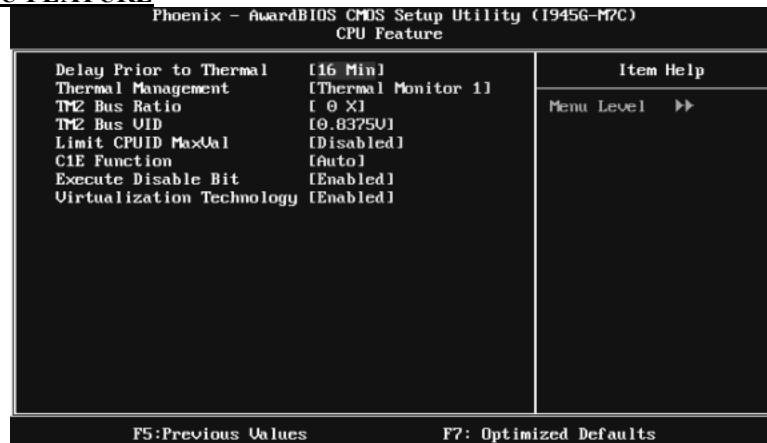 Phoenix - AwardBIOS CMOS Setup Utility (I945G-M7C)
CPU Feature
Delay Prior to Thermal [16 Min]
Thermal Management [Thermal Monitor 1]
TM2 Bus Ratio [ 0 X]
TM2 Bus VID [0.8375V]
Limit CPUID MaxVal [Disabled]
C1E Function [Auto]
Execute Disable Bit [Enabled]
Virtualization Technology [Enabled]
Item Help
Menu Level ▶▶
F5:Previous Values F7: Optimized Defaults